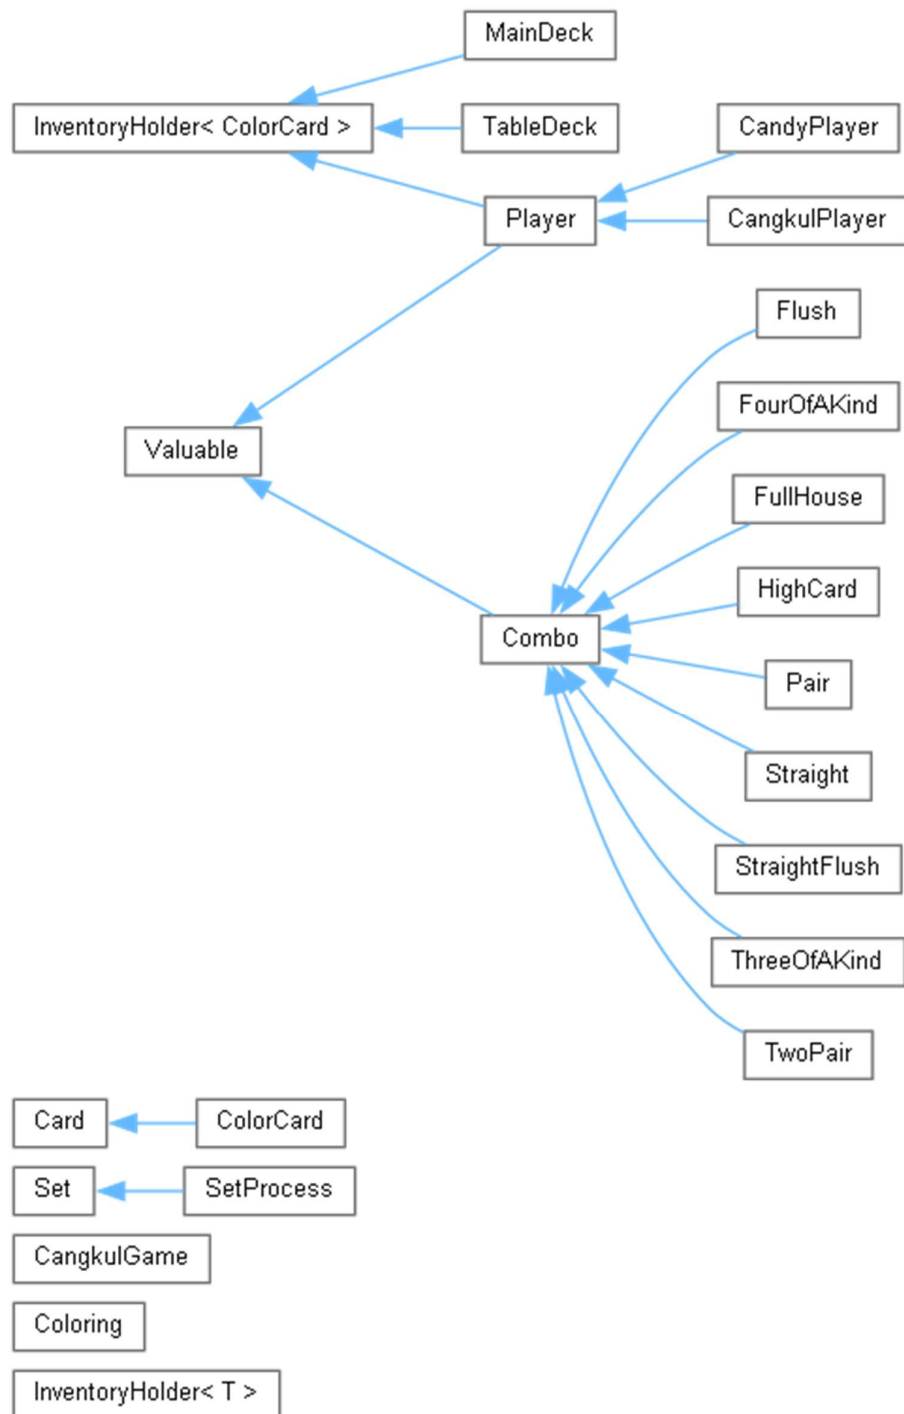 MainDeck
InventoryHolder< ColorCard >
TableDeck
CandyPlayer
Player
CangkulPlayer
Flush
FourOfAKind
Valuable
FullHouse
HighCard
Combo
Pair
Straight
StraightFlush
ThreeOfAKind
TwoPair
Card
ColorCard
Set
SetProcess
CangkulGame
Coloring
InventoryHolder< T >